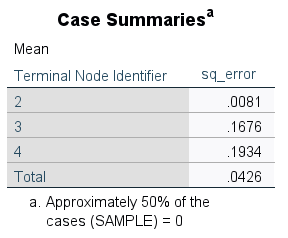 Case Summariesa
Mean
Terminal Node Identifier sq_error
2 .0081
3 .1676
4 .1934
Total .0426
a. Approximately 50% of the
cases (SAMPLE) = 0